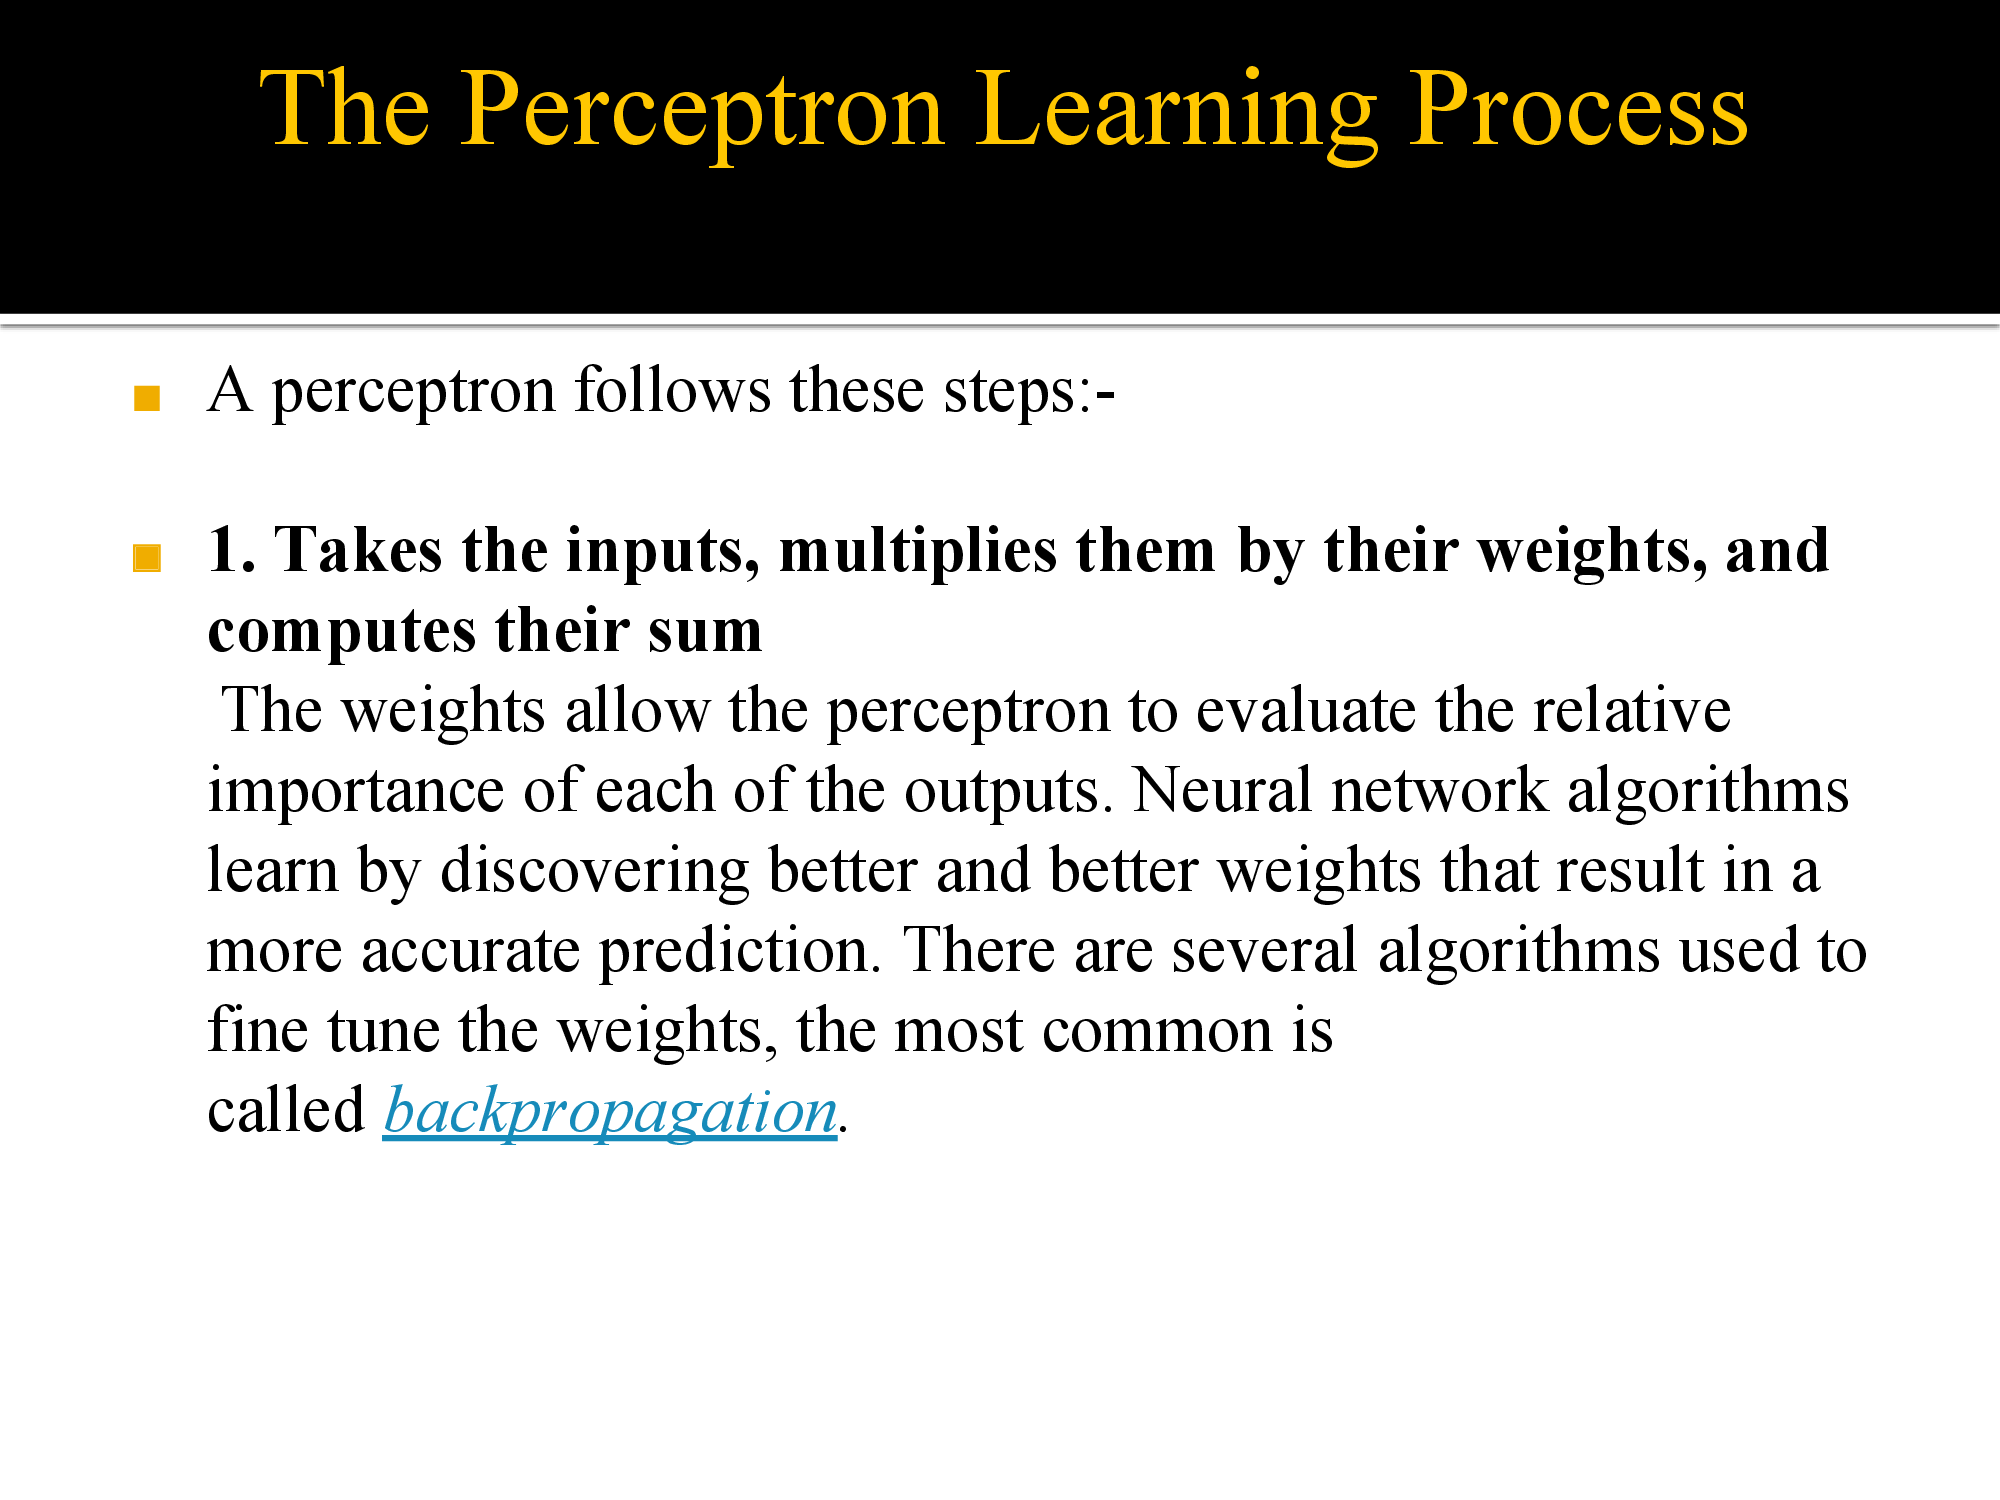 The Perceptron Learning Process
A perceptron follows these steps:-
1. Takes the inputs, multiplies them by their weights, and
computes their sum
The weights allow the perceptron to evaluate the relative
importance of each of the outputs. Neural network algorithms
learn by discovering better and better weights that result in a
more accurate prediction. There are several algorithms used to
fine tune the weights, the most common is
called backpropagation.